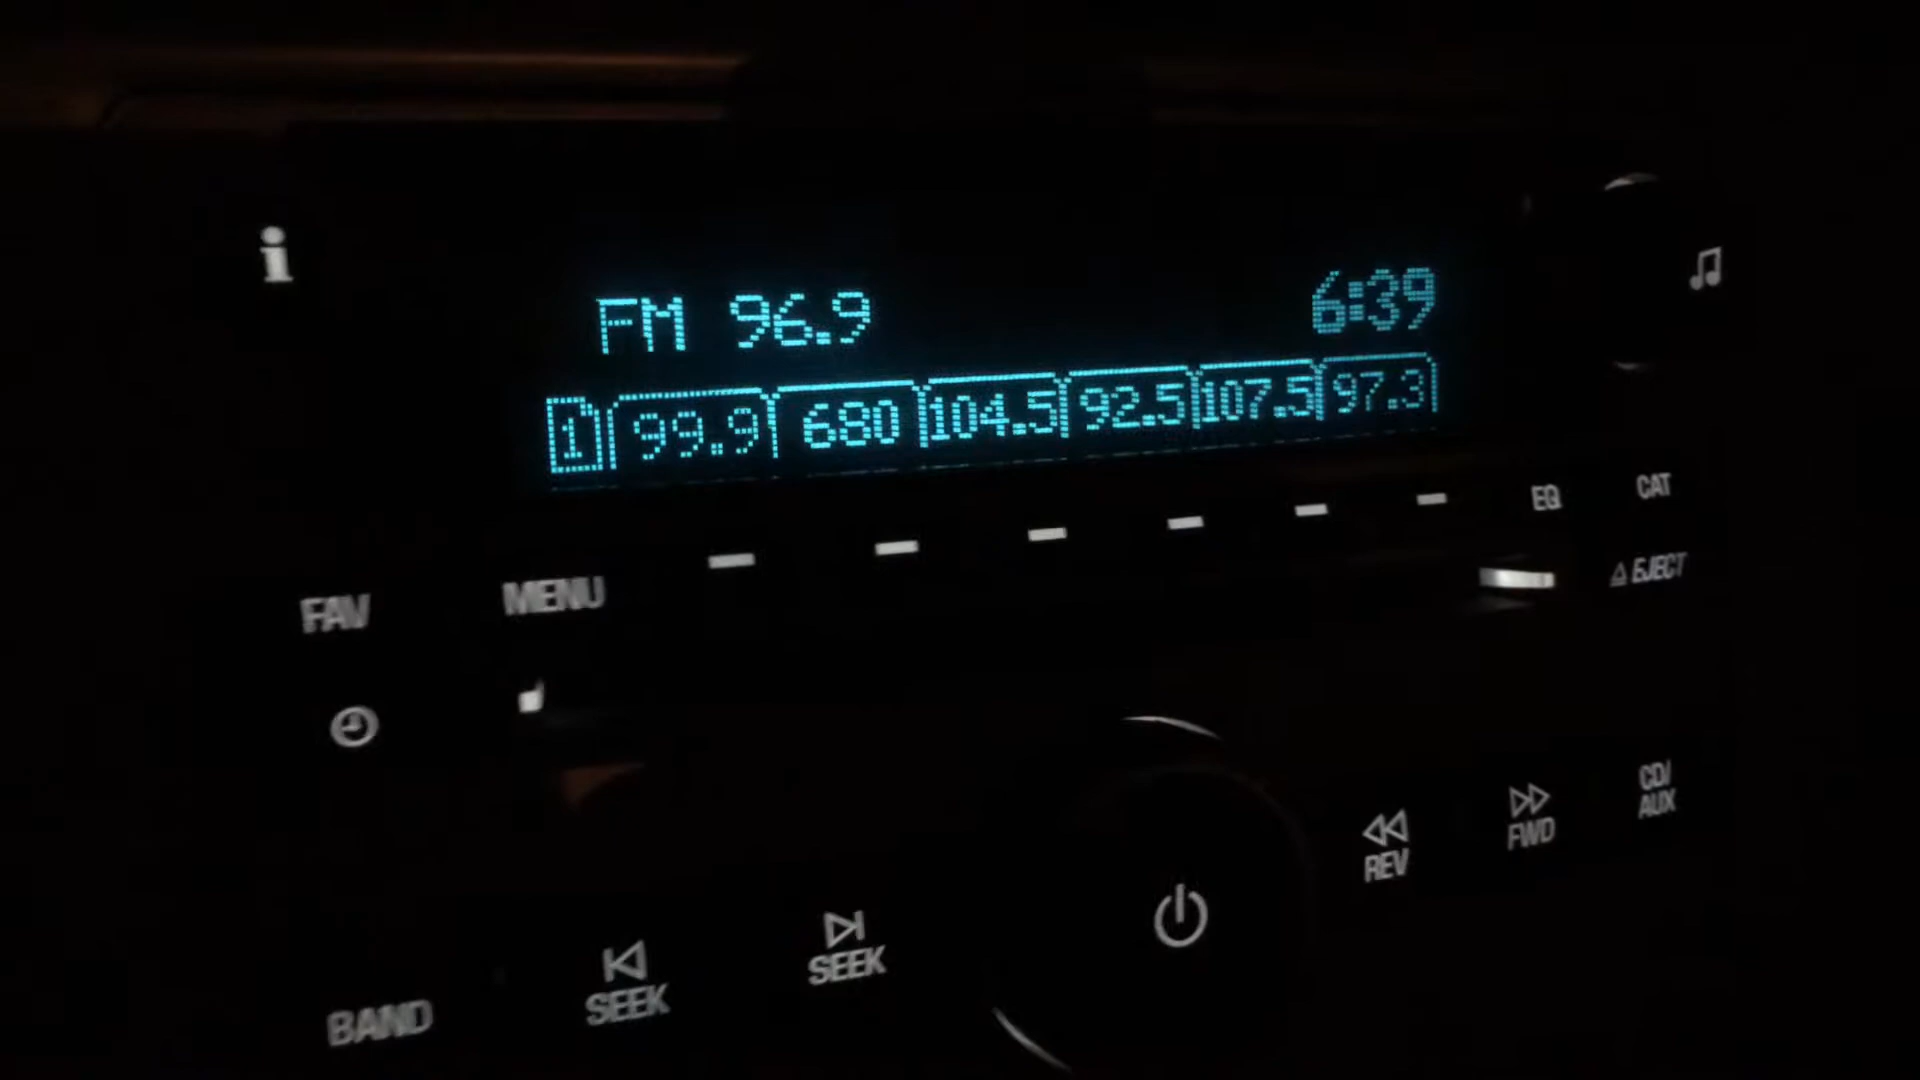 i
FM 96.9 6:39
1 99.9 680 104.5 92.5 107.5 97.3
EQ CAT
FAV MENU EJECT
CD/
AUX
REV FWD
SEEK SEEK
BAND